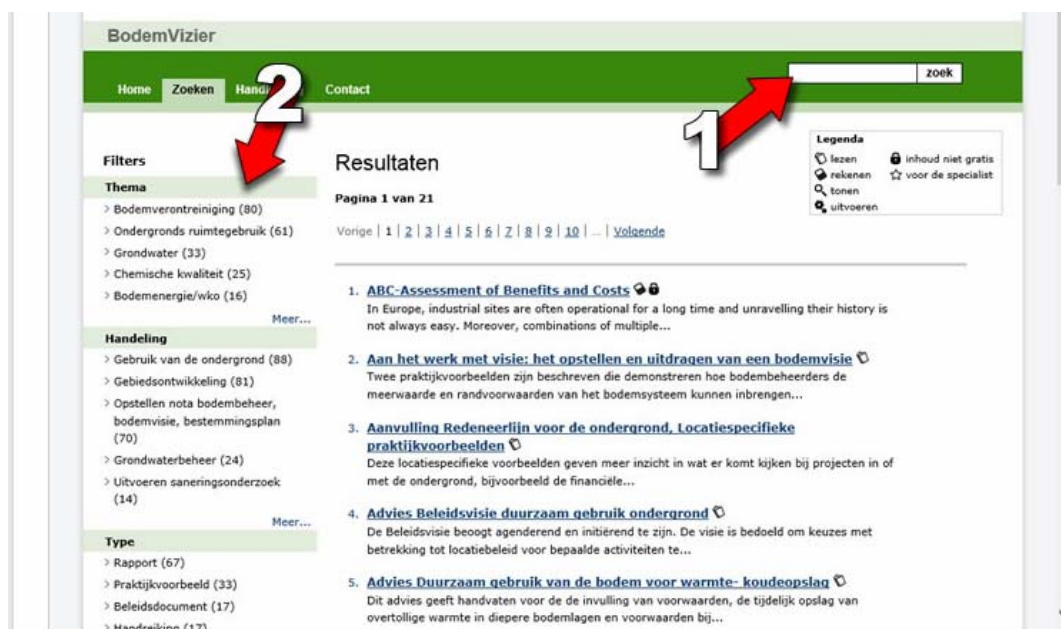 BodemVizier
Home Zoeken Contact
zoek
2
1
Filters
Thema
> Bodemverontreiniging (80)
> Ondergronds ruimtegebruik (61)
> Grondwater (33)
> Chemische kwaliteit (25)
> Bodemenergie/wko (16)
Meer...
Handeling
> Gebruik van de ondergrond (88)
> Gebiedsontwikkeling (81)
> Opstellen nota bodembeheer,
bodemvisie, bestemmingsplan
(70)
> Grondwaterbeheer (24)
> Uitvoeren saneringsonderzoek
(14)
Meer...
Type
> Rapport (67)
> Praktijkvoorbeeld (33)
> Beleidsdocument (17)
> Handreiking (17)
Resultaten
Pagina 1 van 21
Vorige | 1 | 2 | 3 | 4 | 5 | 6 | 7 | 8 | 9 | 10 | ... | Volgende
Legenda
lezen
rekenen
tonen
uitvoeren
inhoud niet gratis
voor de specialist
1. ABC-Assessment of Benefits and Costs
In Europe, industrial sites are often operational for a long time and unravelling their history is
not always easy. Moreover, combinations of multiple...
2. Aan het werk met visie: het opstellen en uitdragen van een bodemvisie
Twee praktijkvoorbeelden zijn beschreven die demonstreren hoe bodembeheerders de
meerwaarde en randvoorwaarden van het bodemsysteem kunnen inbrengen...
3. Aanvulling Redeneerlijn voor de ondergrond, Locatiespecifieke
praktijkvoorbeelden
Deze locatiespecifieke voorbeelden geven meer inzicht in wat er komt kijken bij projecten in of
met de ondergrond, bijvoorbeeld de financiële...
4. Advies Beleidsvisie duurzaam gebruik ondergrond
De Beleidsvisie beoogt agenderend en initiërend te zijn. De visie is bedoeld om keuzes met
betrekking tot locatiebeleid voor bepaalde activiteiten te...
5. Advies Duurzaam gebruik van de bodem voor warmte- koudeopslag
Dit advies geeft handvaten voor de de invulling van voorwaarden, de tijdelijk opslag van
overtollige warmte in diepere bodemlagen en voorwaarden bij...